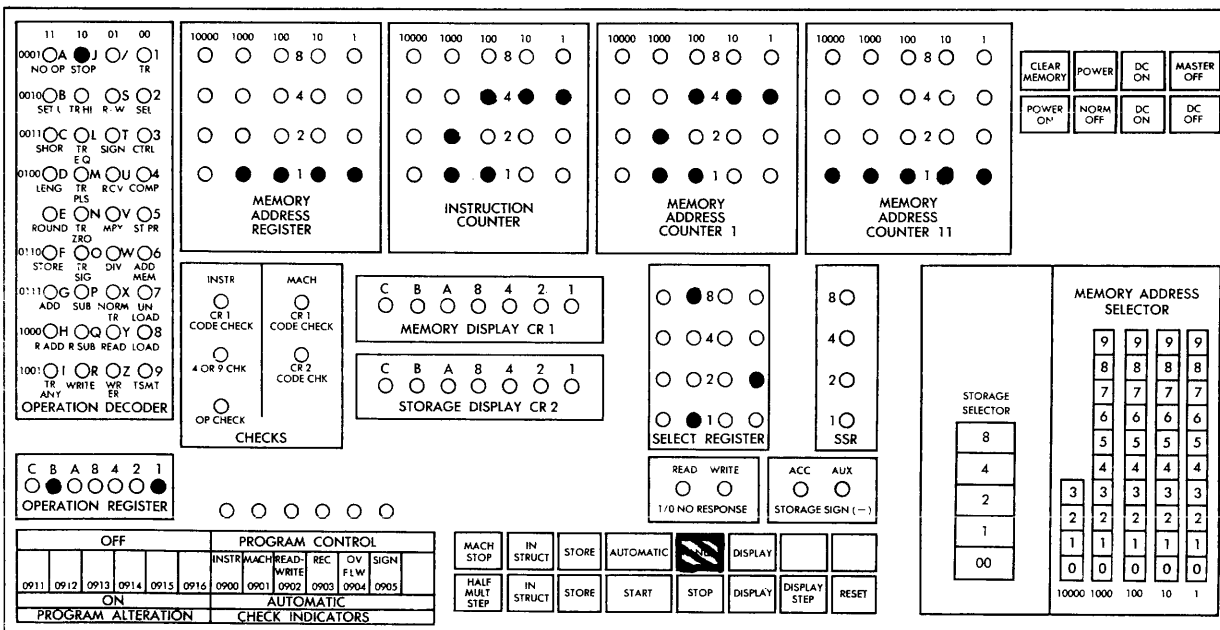 11 10 01 00
0001 A J / 1
NO OP STOP TR
0010 B S 2
SET L TR HI R-W SEL
0011 C L T 3
SHOR TR EQ SIGN CTRL
0100 D M U 4
LENG TR PLS RCV COMP
E N V 5
ROUND TR ZRO MPY ST PR
0110 F O W 6
STORE TR SIG DIV ADD MEM
0111 G P X 7
ADD SUB NORM TR UN LOAD
1000 H Q Y 8
R ADD R SUB READ LOAD
1001 I R Z 9
TR ANY WRITE WR ER TSMT
OPERATION DECODER
10000 1000 100 10 1
8
4
2
1
MEMORY
ADDRESS
REGISTER
10000 1000 100 10 1
8
4
2
1
INSTRUCTION
COUNTER
10000 1000 100 10 1
8
4
2
1
MEMORY
ADDRESS
COUNTER 1
10000 1000 100 10 1
8
4
2
1
MEMORY
ADDRESS
COUNTER 11
CLEAR MEMORY POWER DC ON MASTER OFF
POWER ON NORM OFF DC ON DC OFF
INSTR MACH
CR 1 CODE CHECK CR 1 CODE CHECK
4 OR 9 CHK CR 2 CODE CHK
OP CHECK
CHECKS
C B A 8 4 2 1
MEMORY DISPLAY CR 1
C B A 8 4 2 1
STORAGE DISPLAY CR 2
8
4
2
1
SELECT REGISTER
8
4
2
1
SSR
STORAGE
SELECTOR
8
4
2
1
00
MEMORY ADDRESS
SELECTOR
9 9 9 9
8 8 8 8
7 7 7 7
6 6 6 6
5 5 5 5
4 4 4 4
3 3 3 3 3
2 2 2 2 2
1 1 1 1 1
0 0 0 0 0
10000 1000 100 10 1
C B A 8 4 2 1
OPERATION REGISTER
READ WRITE
1/0 NO RESPONSE
ACC AUX
STORAGE SIGN (-)
OFF
0911 0912 0913 0914 0915 0916
ON
PROGRAM ALTERATION
PROGRAM CONTROL
INSTR MACH READ-WRITE REC OV FLW SIGN
0900 0901 0902 0903 0904 0905
AUTOMATIC
CHECK INDICATORS
MACH STOP IN STRUCT STORE AUTOMATIC DISPLAY
HALF MULT STEP IN STRUCT STORE START STOP DISPLAY DISPLAY STEP RESET